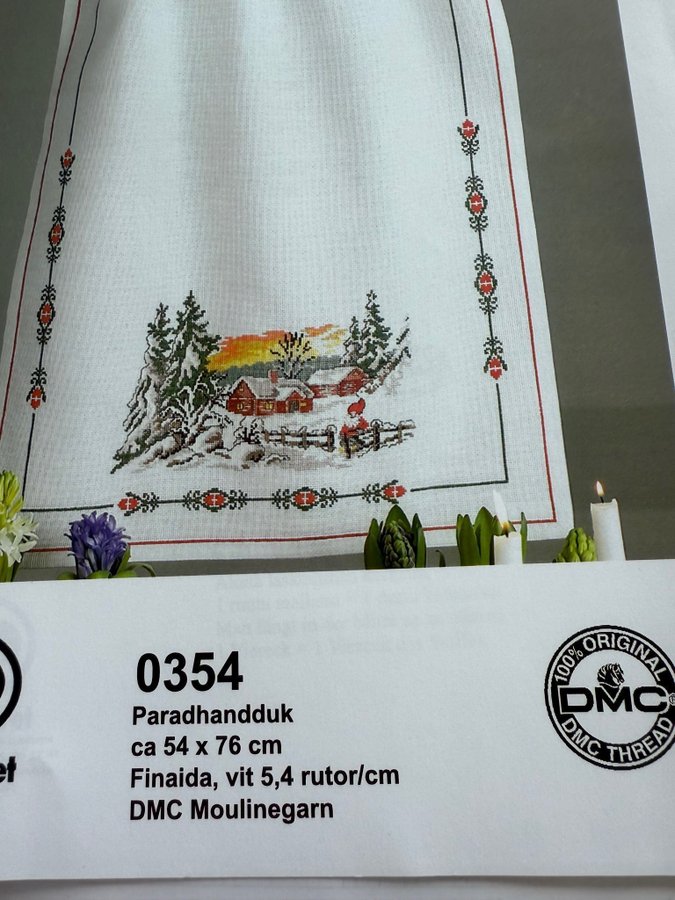 0354
Paradhandduk
ca 54 x 76 cm
Finaida, vit 5,4 rutor/cm
DMC Moulinegarn
100% ORIGINAL
DMC
DMC THREAD